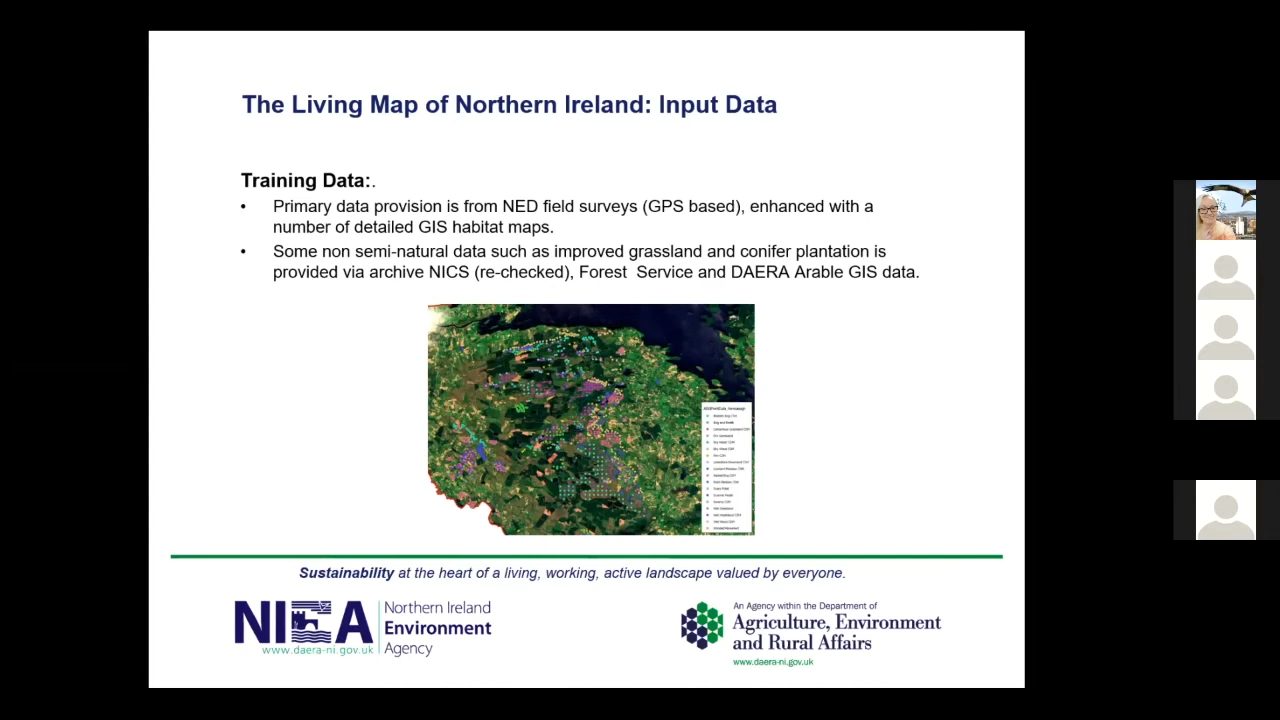 The Living Map of Northern Ireland: Input Data
Training Data:.
• Primary data provision is from NED field surveys (GPS based), enhanced with a
number of detailed GIS habitat maps.
• Some non semi-natural data such as improved grassland and conifer plantation is
provided via archive NICS (re-checked), Forest Service and DAERA Arable GIS data.
Sustainability at the heart of a living, working, active landscape valued by everyone.
NIEA
www.daera-ni.gov.uk
Northern Ireland
Environment
Agency
An Agency within the Department of
Agriculture, Environment
and Rural Affairs
www.daera-ni.gov.uk